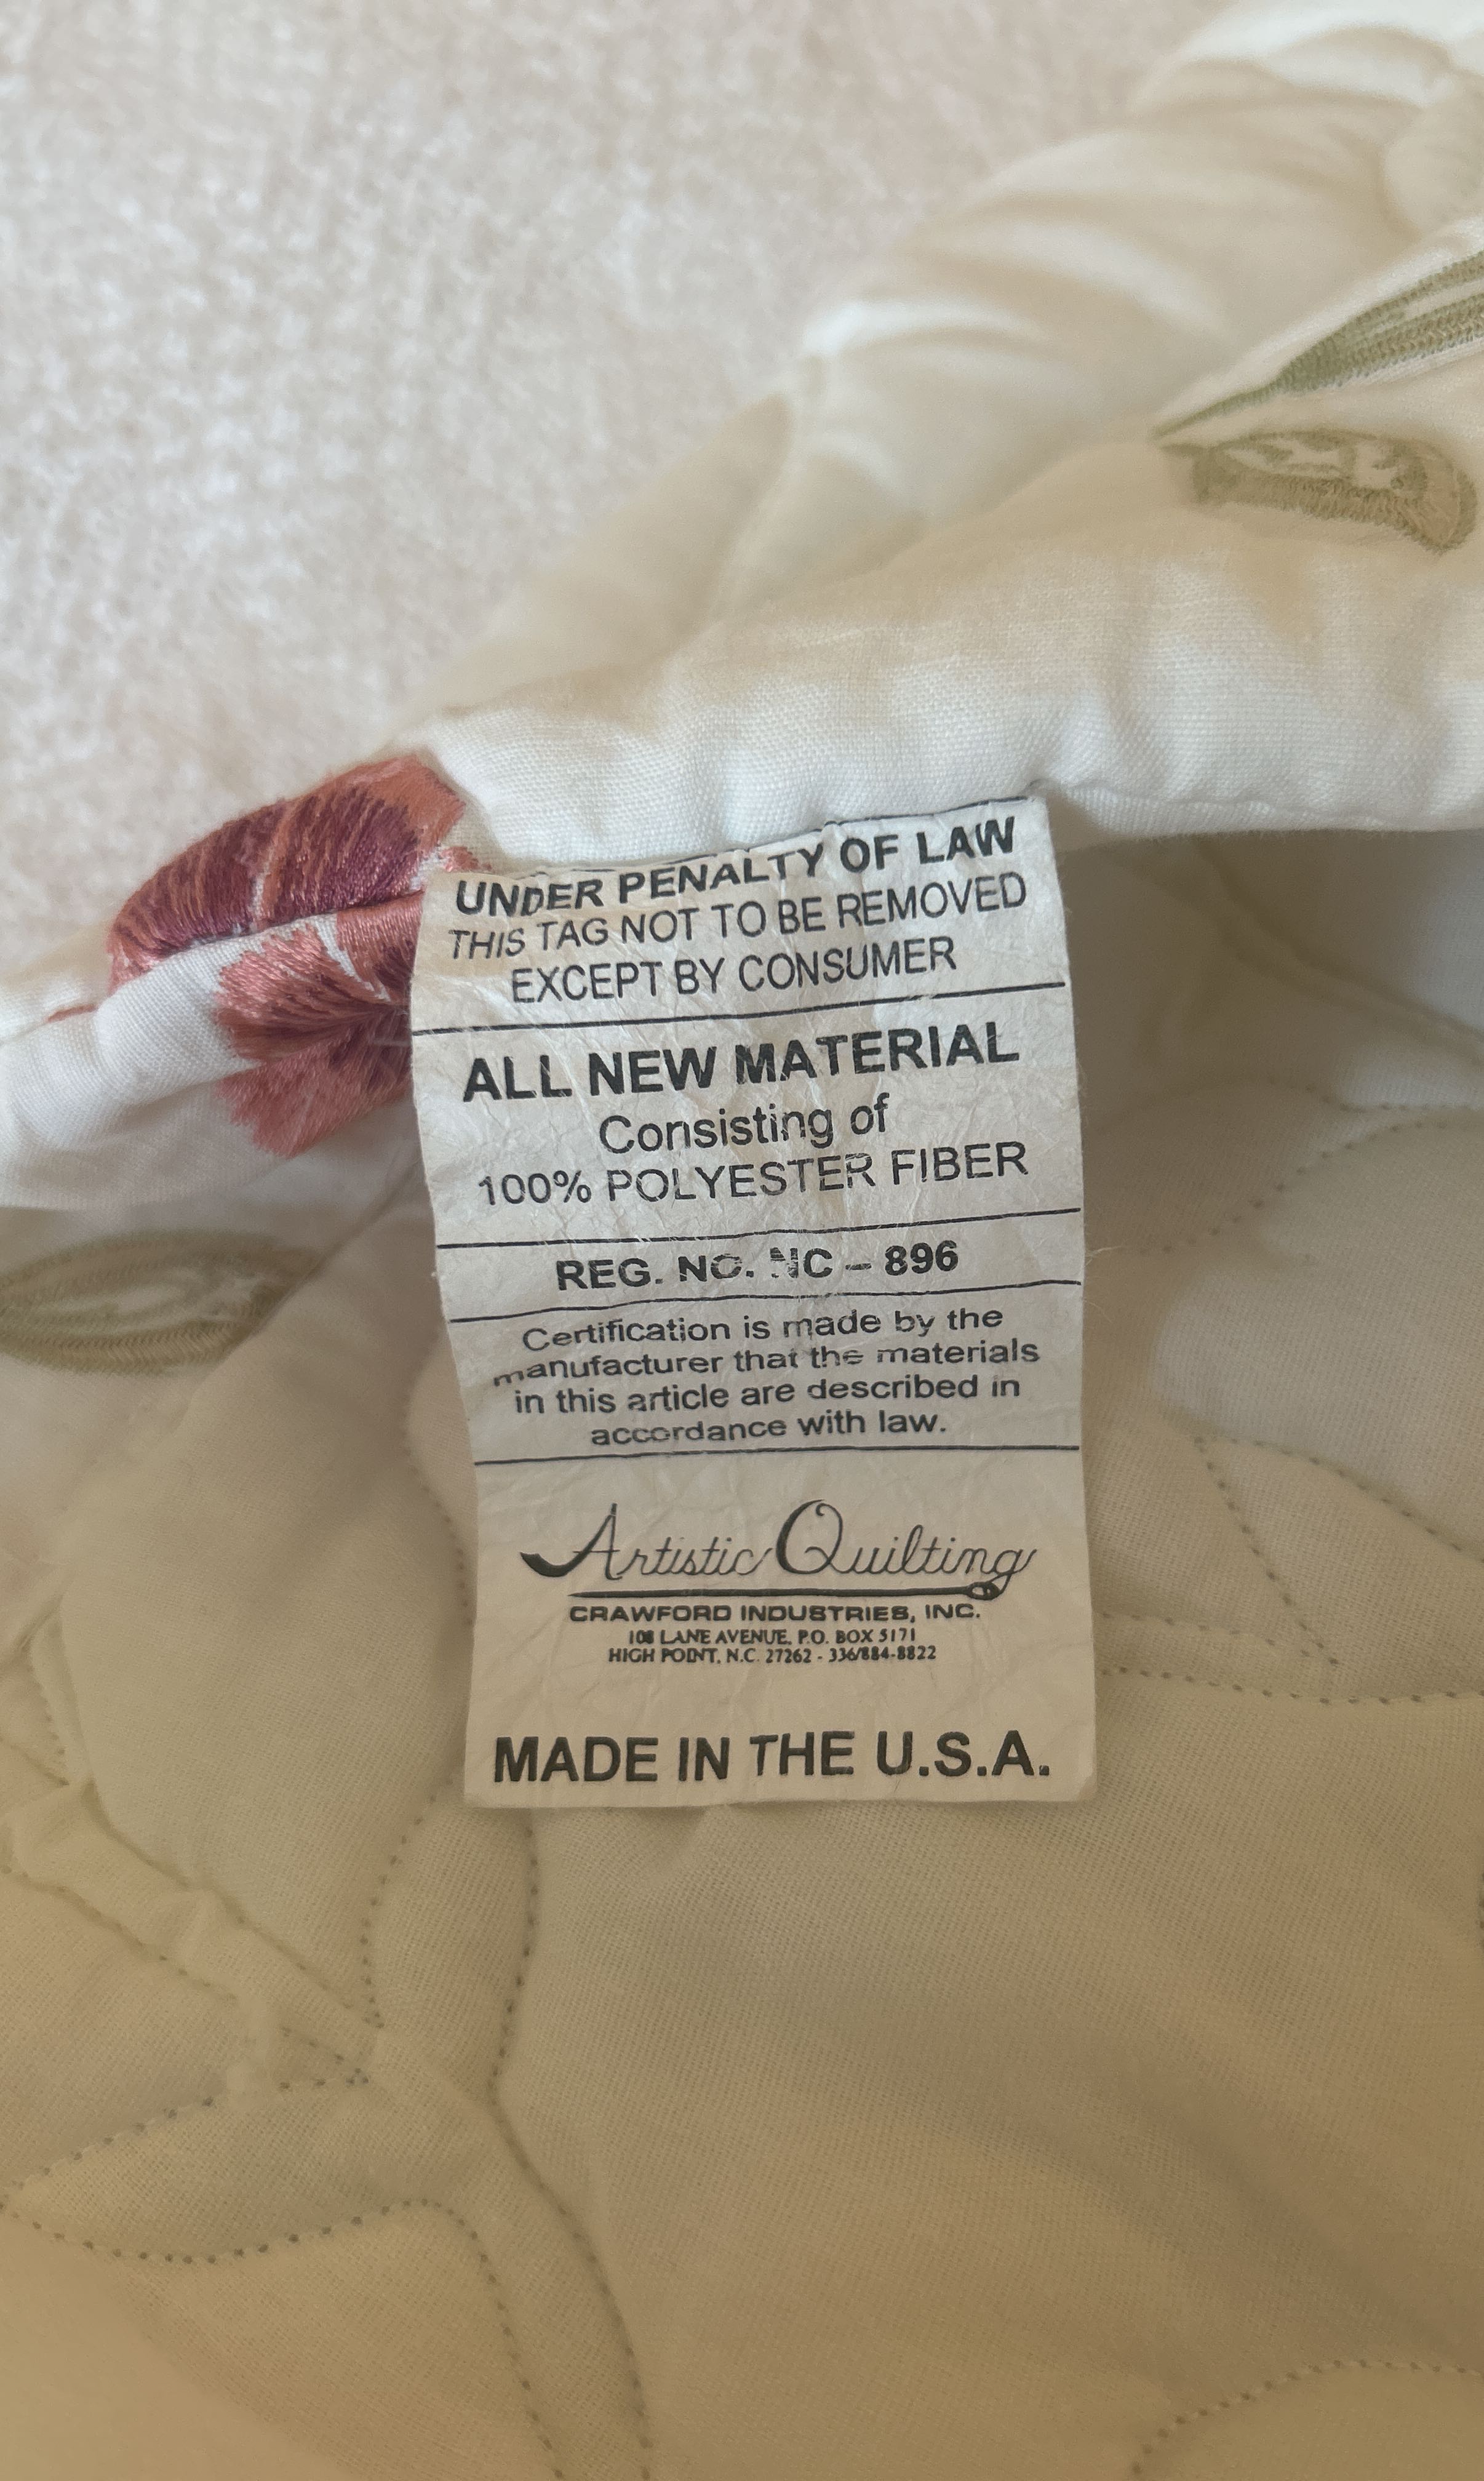 UNDER PENALTY OF LAW
THIS TAG NOT TO BE REMOVED
EXCEPT BY CONSUMER
ALL NEW MATERIAL
Consisting of
100% POLYESTER FIBER
REG. NO. NC – 896
Certification is made by the
manufacturer that the materials
in this article are described in
accordance with law.
Artistic Quilting
CRAWFORD INDUSTRIES, INC.
108 LANE AVENUE, P.O. BOX 5171
HIGH POINT, N.C. 27262 - 336/884-8822
MADE IN THE U.S.A.